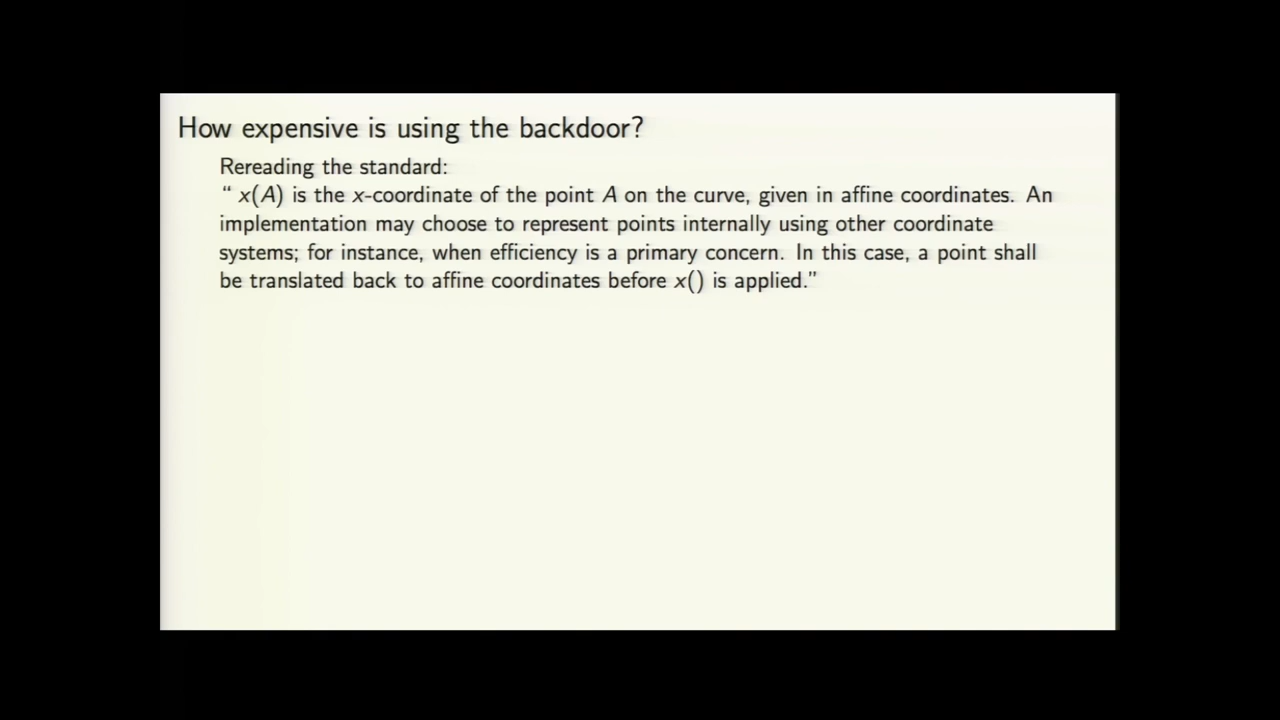 How expensive is using the backdoor?
Rereading the standard:
“ x(A) is the x-coordinate of the point A on the curve, given in affine coordinates. An
implementation may choose to represent points internally using other coordinate
systems; for instance, when efficiency is a primary concern. In this case, a point shall
be translated back to affine coordinates before x() is applied.”